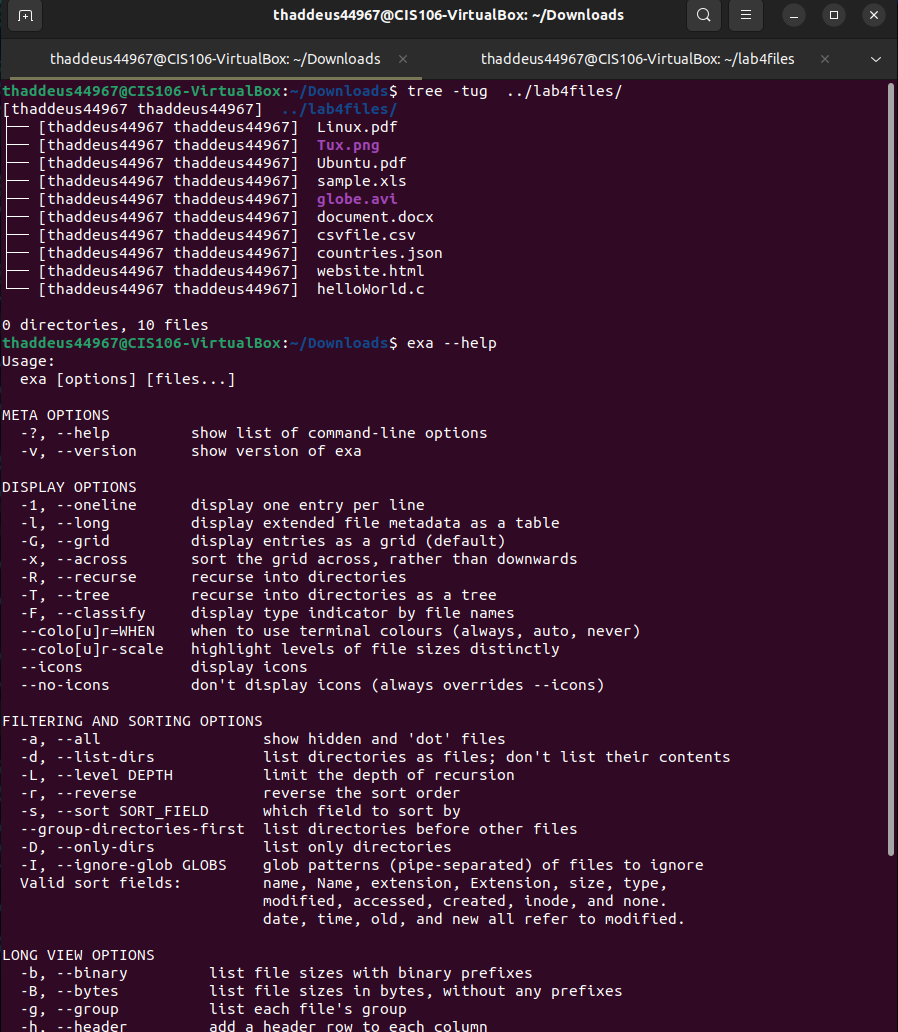 thaddeus44967@CIS106-VirtualBox: ~/Downloads
thaddeus44967@CIS106-VirtualBox: ~/Downloads
thaddeus44967@CIS106-VirtualBox: ~/lab4files
thaddeus44967@CIS106-VirtualBox:~/Downloads$ tree -tug  ../lab4files/
[thaddeus44967 thaddeus44967]  ../lab4files/
├── [thaddeus44967 thaddeus44967]  Linux.pdf
├── [thaddeus44967 thaddeus44967]  Tux.png
├── [thaddeus44967 thaddeus44967]  Ubuntu.pdf
├── [thaddeus44967 thaddeus44967]  sample.xls
├── [thaddeus44967 thaddeus44967]  globe.avi
├── [thaddeus44967 thaddeus44967]  document.docx
├── [thaddeus44967 thaddeus44967]  csvfile.csv
├── [thaddeus44967 thaddeus44967]  countries.json
├── [thaddeus44967 thaddeus44967]  website.html
└── [thaddeus44967 thaddeus44967]  helloWorld.c
0 directories, 10 files
thaddeus44967@CIS106-VirtualBox:~/Downloads$ exa --help
Usage:
  exa [options] [files...]
META OPTIONS
  -?, --help         show list of command-line options
  -v, --version      show version of exa
DISPLAY OPTIONS
  -1, --oneline      display one entry per line
  -l, --long         display extended file metadata as a table
  -G, --grid         display entries as a grid (default)
  -x, --across       sort the grid across, rather than downwards
  -R, --recurse      recurse into directories
  -T, --tree         recurse into directories as a tree
  -F, --classify     display type indicator by file names
  --colo[u]r=WHEN    when to use terminal colours (always, auto, never)
  --colo[u]r-scale   highlight levels of file sizes distinctly
  --icons            display icons
  --no-icons         don't display icons (always overrides --icons)
FILTERING AND SORTING OPTIONS
  -a, --all                  show hidden and 'dot' files
  -d, --list-dirs            list directories as files; don't list their contents
  -L, --level DEPTH          limit the depth of recursion
  -r, --reverse              reverse the sort order
  -s, --sort SORT_FIELD      which field to sort by
  --group-directories-first  list directories before other files
  -D, --only-dirs            list only directories
  -I, --ignore-glob GLOBS    glob patterns (pipe-separated) of files to ignore
  Valid sort fields:         name, Name, extension, Extension, size, type,
                             modified, accessed, created, inode, and none.
                             date, time, old, and new all refer to modified.
LONG VIEW OPTIONS
  -b, --binary         list file sizes with binary prefixes
  -B, --bytes          list file sizes in bytes, without any prefixes
  -g, --group          list each file's group
  -h, --header         add a header row to each column